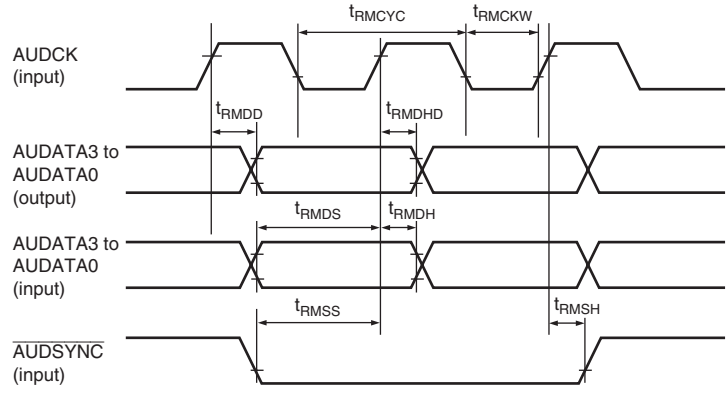 tRMCYC
tRMCKW
AUDCK
(input)
tRMDD
tRMDHD
AUDATA3 to
AUDATA0
(output)
tRMDS
tRMDH
AUDATA3 to
AUDATA0
(input)
tRMSS
tRMSH
AUDSYNC
(input)